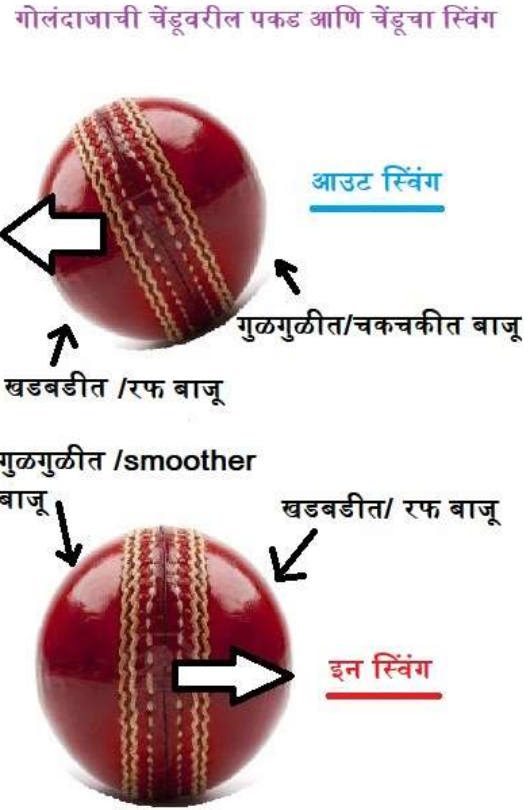 गोलंदाजाची चेंडूवरील पकड आणि चेंडूचा स्विंग
आउट स्विंग
गुळगुळीत/चकचकीत बाजू
खडबडीत /रफ बाजू
गुळगुळीत /smoother
बाजू
खडबडीत/ रफ बाजू
इन स्विंग